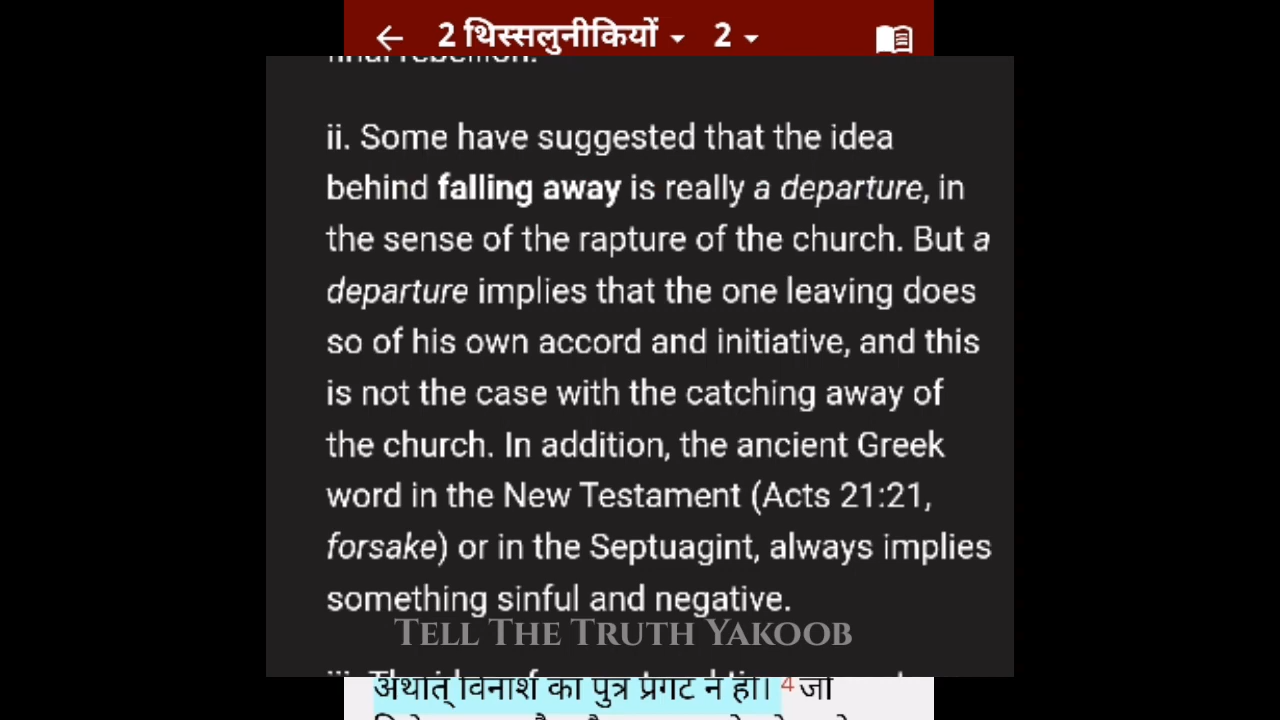 2 थिस्सलुनीकियों 2
final rebellion.
ii. Some have suggested that the idea
behind falling away is really a departure, in
the sense of the rapture of the church. But a
departure implies that the one leaving does
so of his own accord and initiative, and this
is not the case with the catching away of
the church. In addition, the ancient Greek
word in the New Testament (Acts 21:21,
forsake) or in the Septuagint, always implies
something sinful and negative.
TELL THE TRUTH YAKOOB
अर्थात् विनाश का पुत्र प्रगट न हो। 4 जो